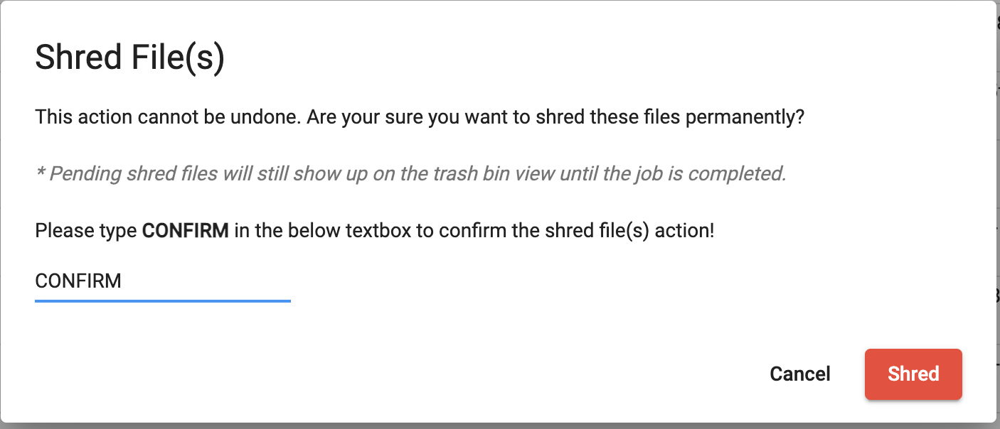 Shred File(s)
This action cannot be undone. Are your sure you want to shred these files permanently?
* Pending shred files will still show up on the trash bin view until the job is completed.
Please type CONFIRM in the below textbox to confirm the shred file(s) action!
CONFIRM
Cancel Shred